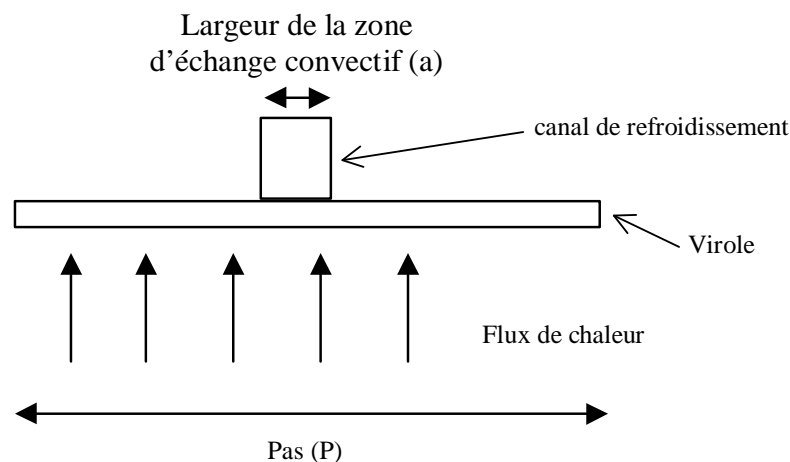 Largeur de la zone
d'échange convectif (a)
canal de refroidissement
Virole
Flux de chaleur
Pas (P)